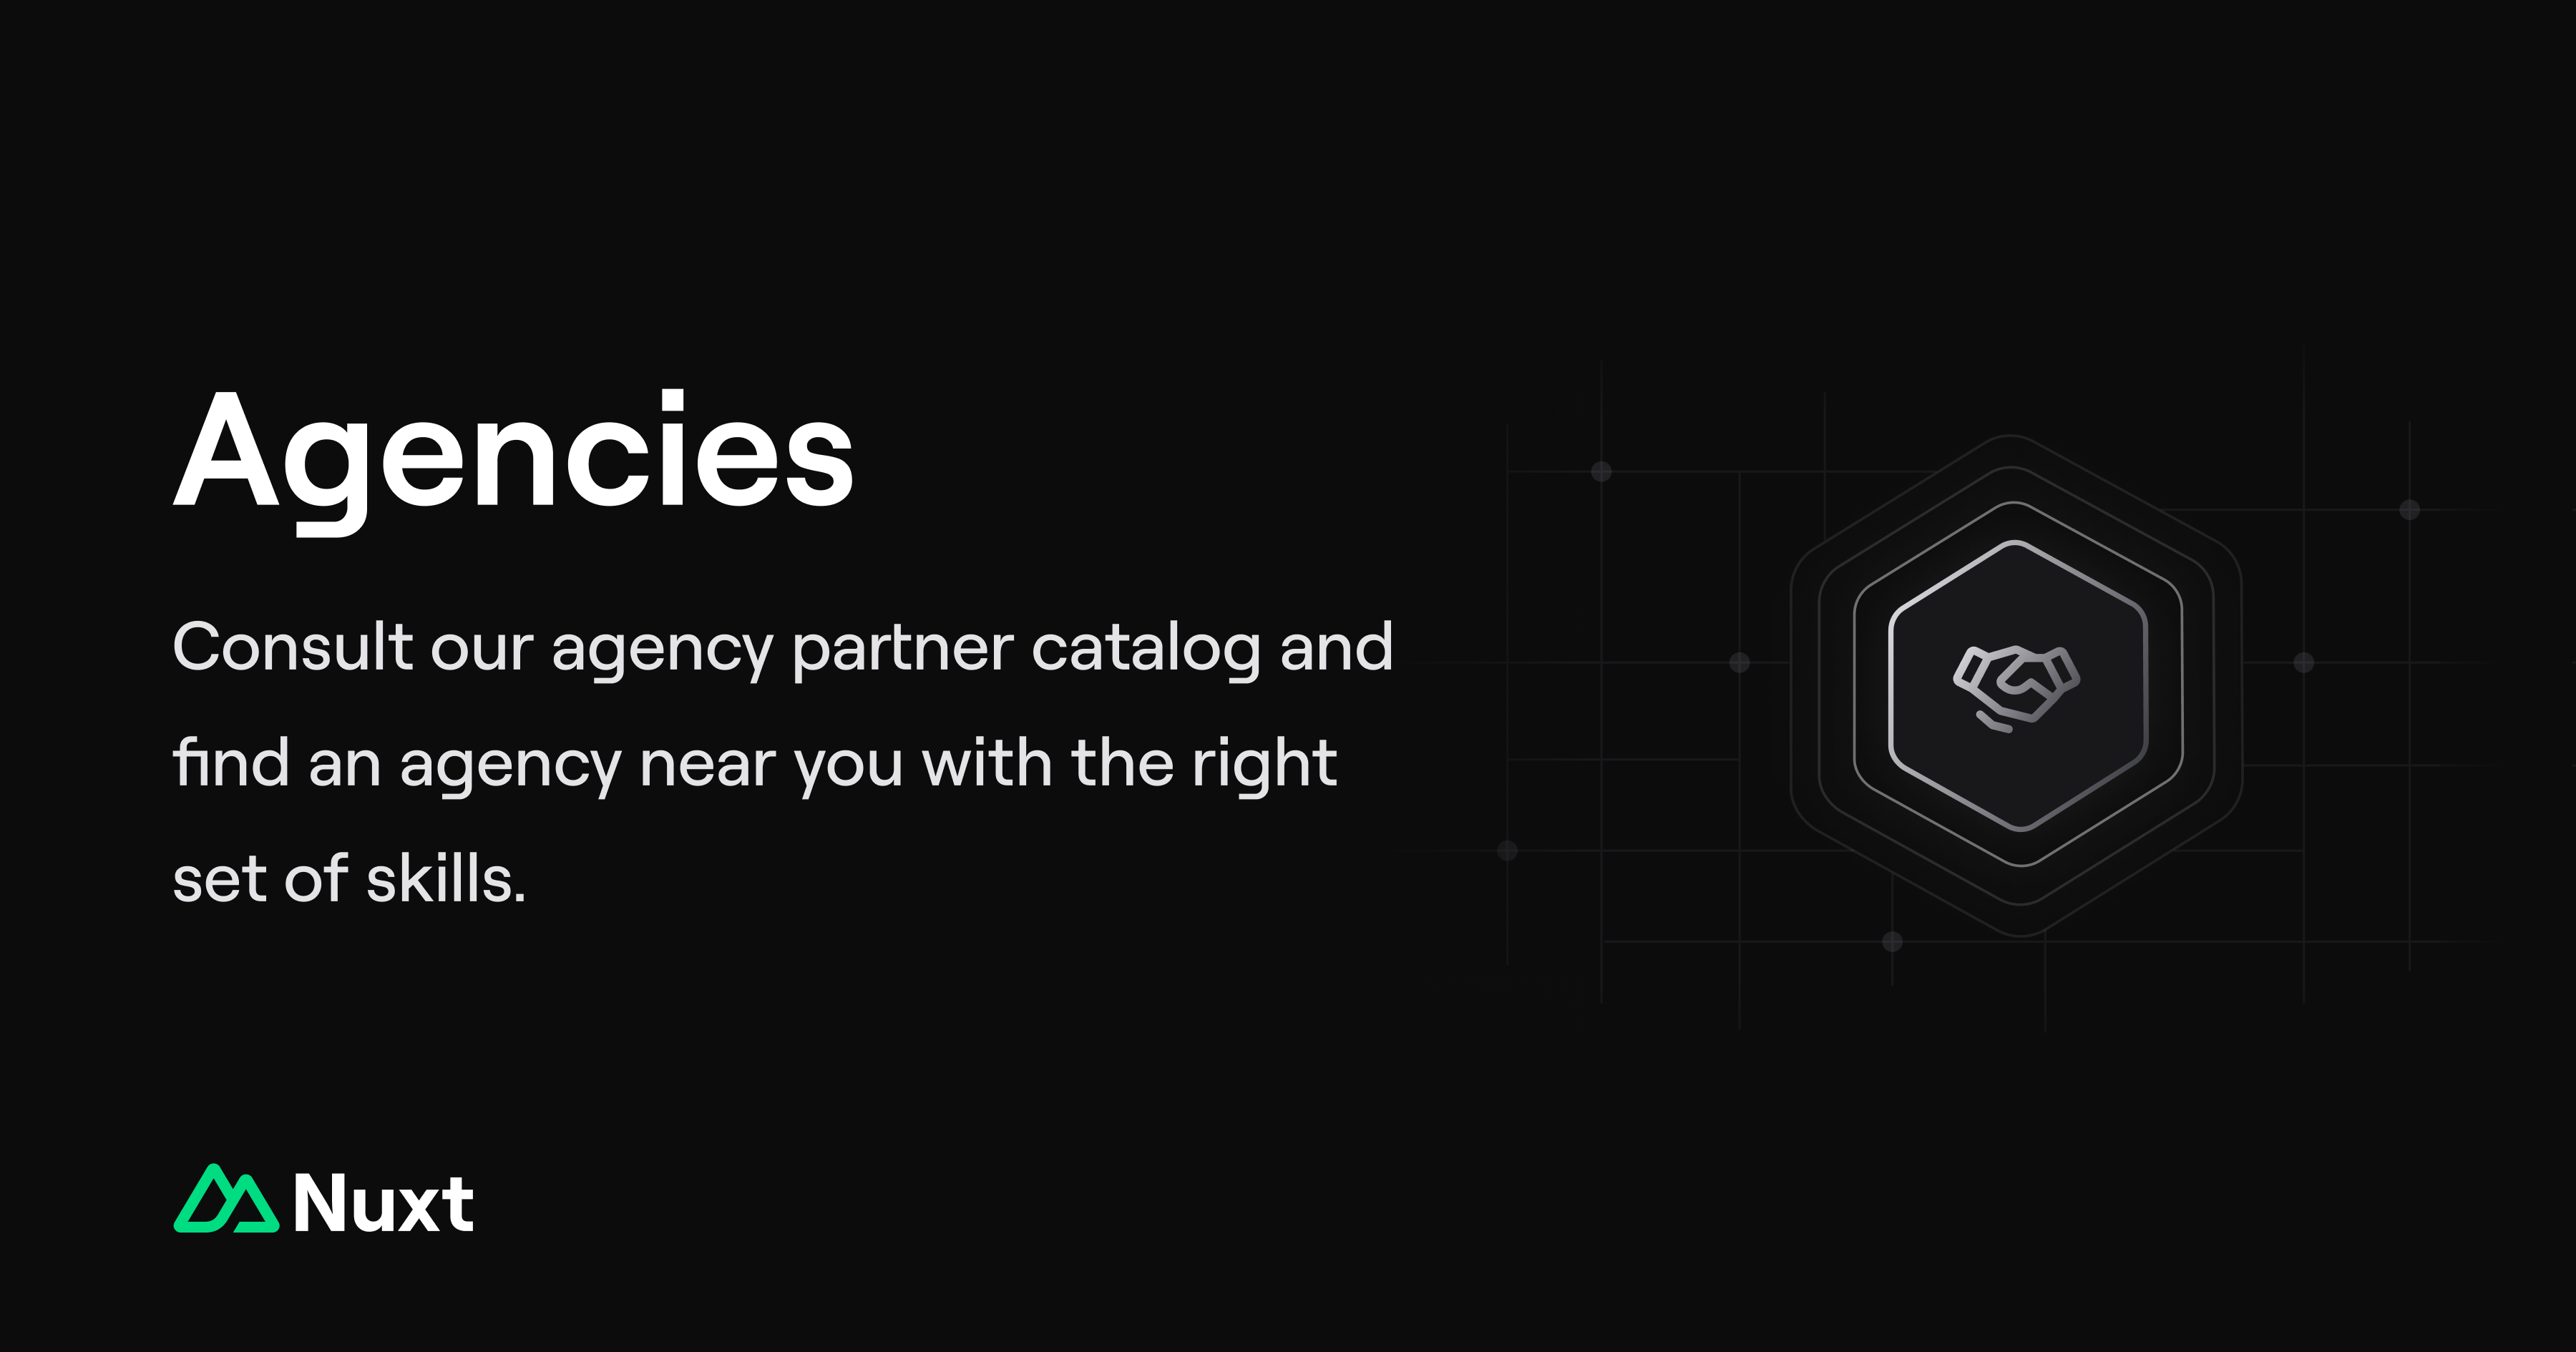 Agencies
Consult our agency partner catalog and
find an agency near you with the right
set of skills.
Nuxt